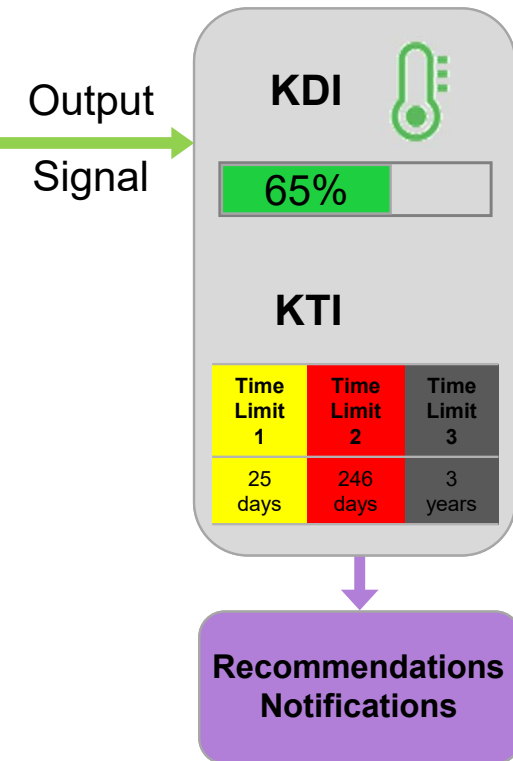 Output
Signal
KDI
65%
KTI
Time Limit 1
Time Limit 2
Time Limit 3
25 days
246 days
3 years
Recommendations
Notifications